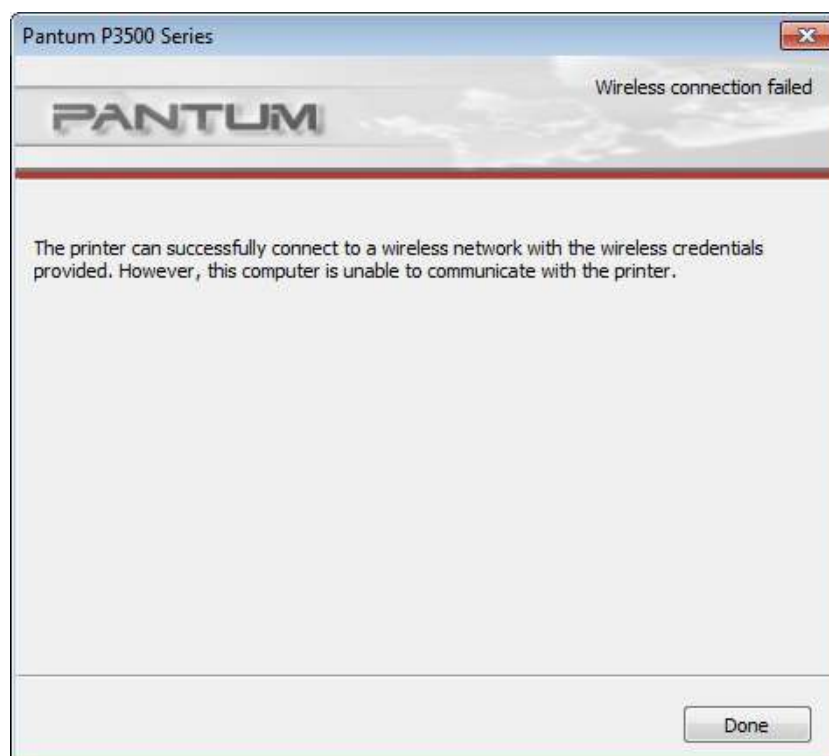 Pantum P3500 Series
Wireless connection failed
PANTUM
The printer can successfully connect to a wireless network with the wireless credentials
provided. However, this computer is unable to communicate with the printer.
Done